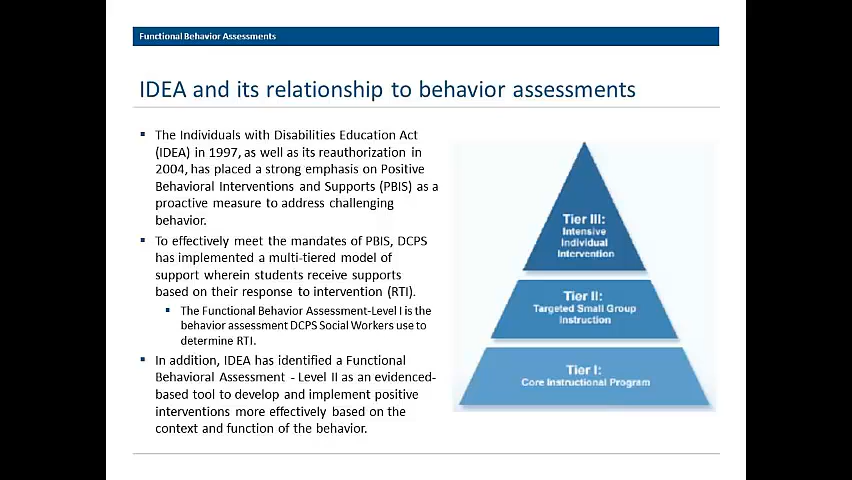 Functional Behavior Assessments
IDEA and its relationship to behavior assessments
▪ The Individuals with Disabilities Education Act
(IDEA) in 1997, as well as its reauthorization in
2004, has placed a strong emphasis on Positive
Behavioral Interventions and Supports (PBIS) as a
proactive measure to address challenging
behavior.
▪ To effectively meet the mandates of PBIS, DCPS
has implemented a multi-tiered model of
support wherein students receive supports
based on their response to intervention (RTI).
▪ The Functional Behavior Assessment-Level I is the
behavior assessment DCPS Social Workers use to
determine RTI.
▪ In addition, IDEA has identified a Functional
Behavioral Assessment - Level II as an evidenced-
based tool to develop and implement positive
interventions more effectively based on the
context and function of the behavior.
Tier III:
Intensive
Individual
Intervention
Tier II:
Targeted Small Group
Instruction
Tier I:
Core Instructional Program